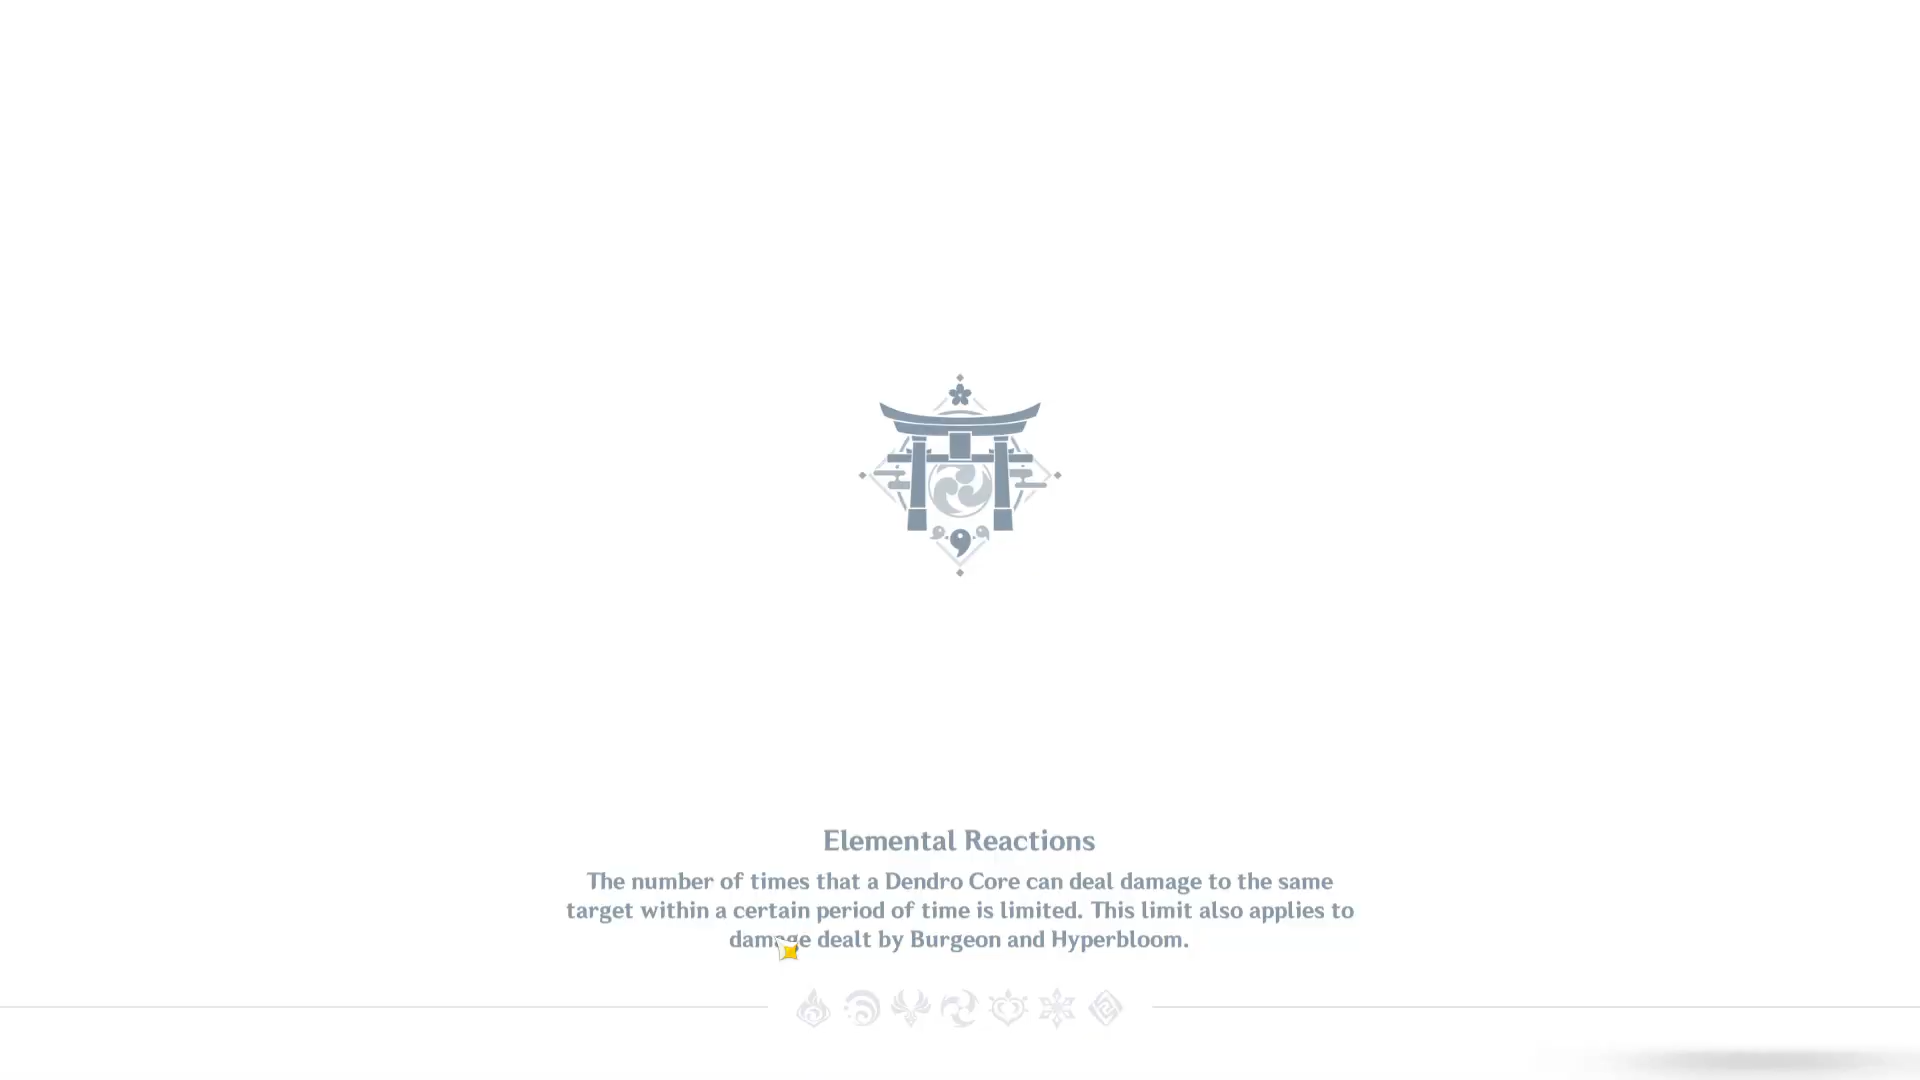 Elemental Reactions
The number of times that a Dendro Core can deal damage to the same
target within a certain period of time is limited. This limit also applies to
damage dealt by Burgeon and Hyperbloom.